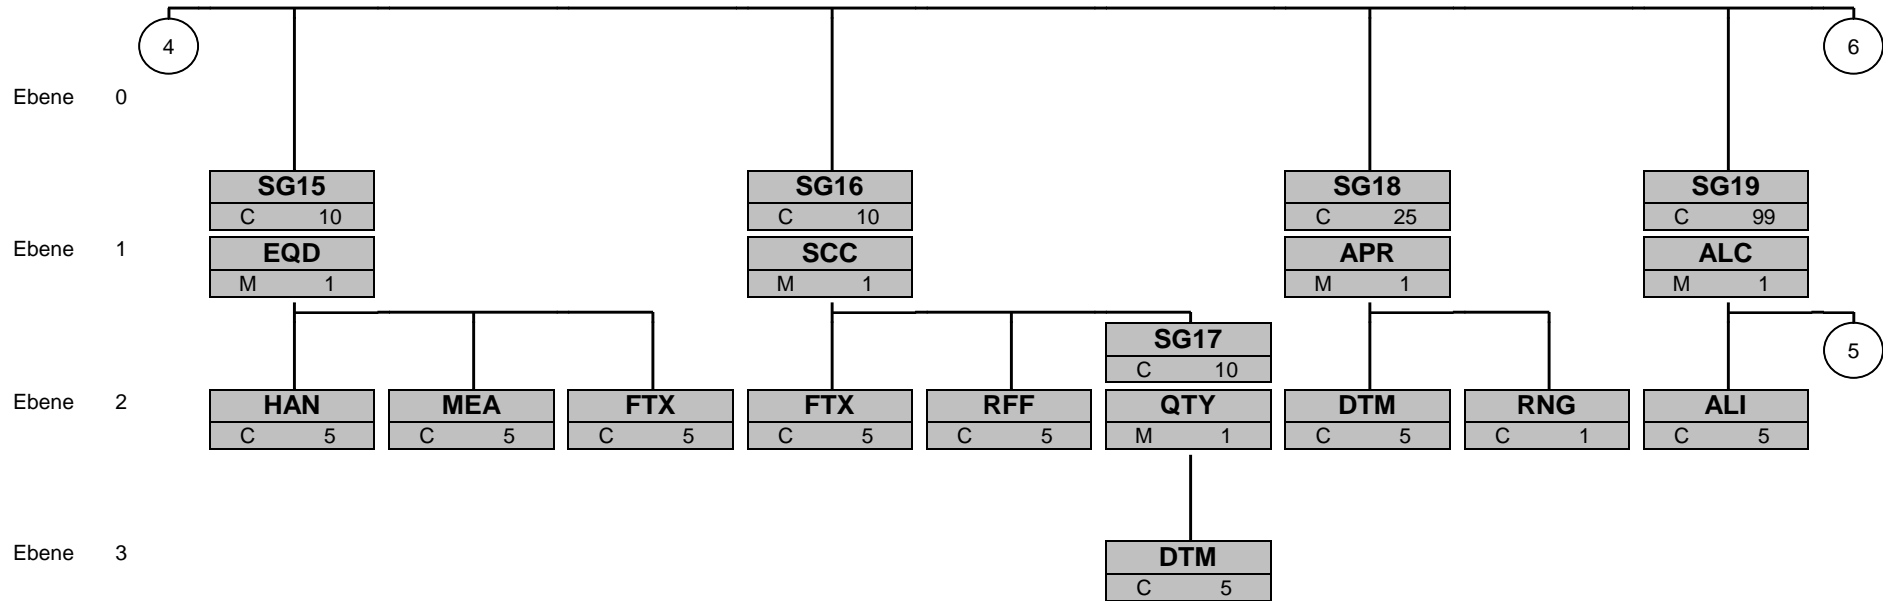 4 6
Ebene 0
SG15 SG16 SG18 SG19
C 10 C 10 C 25 C 99
Ebene 1 EQD SCC APR ALC
M 1 M 1 M 1 M 1
SG17
C 10
5
Ebene 2 HAN MEA FTX FTX RFF QTY DTM RNG ALI
C 5 C 5 C 5 C 5 C 5 M 1 C 5 C 1 C 5
Ebene 3 DTM
C 5